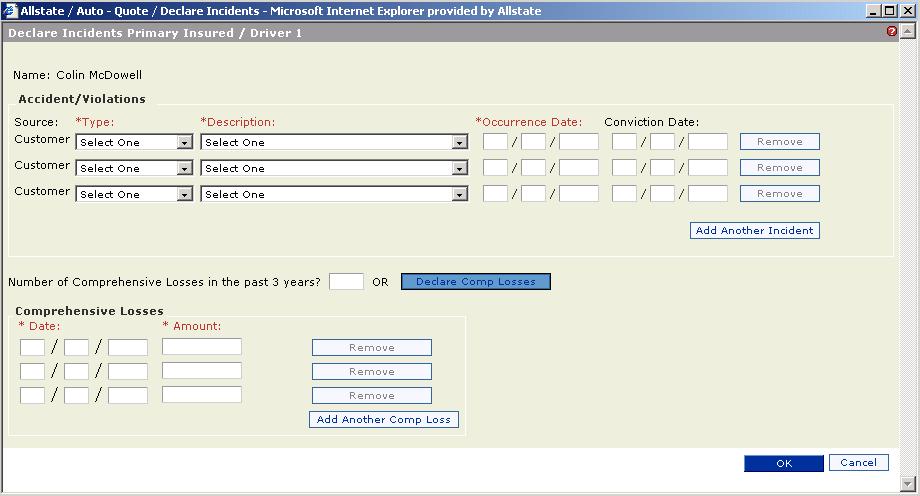 Allstate / Auto - Quote / Declare Incidents - Microsoft Internet Explorer provided by Allstate
Declare Incidents Primary Insured / Driver 1 ?
Name: Colin McDowell
Accident/Violations
Source: *Type: *Description: *Occurrence Date: Conviction Date:
Customer Select One Select One / / / / Remove
Customer Select One Select One / / / / Remove
Customer Select One Select One / / / / Remove
Add Another Incident
Number of Comprehensive Losses in the past 3 years? OR Declare Comp Losses
Comprehensive Losses
* Date: * Amount:
/ / Remove
/ / Remove
/ / Remove
Add Another Comp Loss
OK Cancel